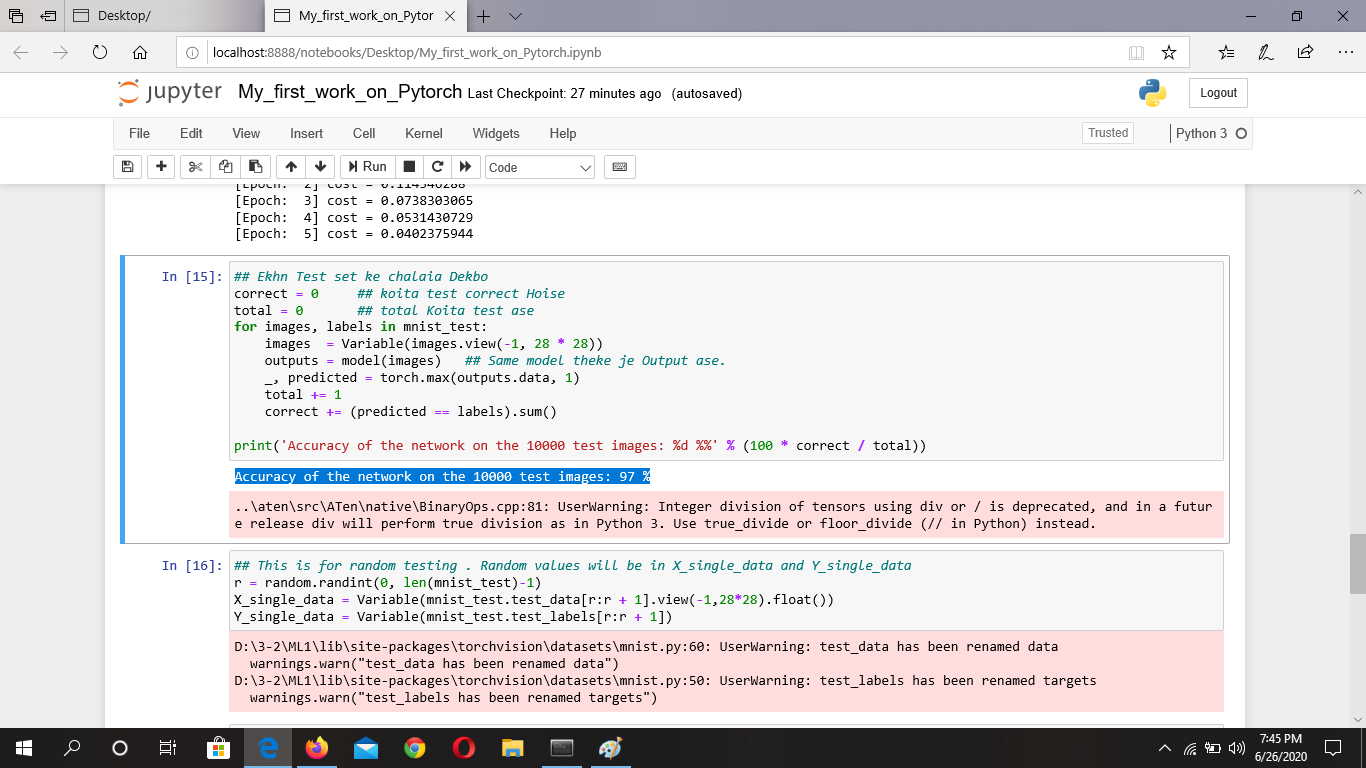 Desktop/
My_first_work_on_Pytor
localhost:8888/notebooks/Desktop/My_first_work_on_Pytorch.ipynb
jupyter My_first_work_on_Pytorch Last Checkpoint: 27 minutes ago (autosaved)
Logout
File Edit View Insert Cell Kernel Widgets Help
Trusted
Python 3
Run
Code
[Epoch:  2] cost = 0.114340288
[Epoch:  3] cost = 0.0738303065
[Epoch:  4] cost = 0.0531430729
[Epoch:  5] cost = 0.0402375944
In [15]: ## Ekhn Test set ke chalaia Dekbo
correct = 0     ## koita test correct Hoise
total = 0       ## total Koita test ase
for images, labels in mnist_test:
    images  = Variable(images.view(-1, 28 * 28))
    outputs = model(images)   ## Same model theke je Output ase.
    _, predicted = torch.max(outputs.data, 1)
    total += 1
    correct += (predicted == labels).sum()
print('Accuracy of the network on the 10000 test images: %d %%' % (100 * correct / total))
Accuracy of the network on the 10000 test images: 97 %
..\aten\src\ATen\native\BinaryOps.cpp:81: UserWarning: Integer division of tensors using div or / is deprecated, and in a futur
e release div will perform true division as in Python 3. Use true_divide or floor_divide (// in Python) instead.
In [16]: ## This is for random testing . Random values will be in X_single_data and Y_single_data
r = random.randint(0, len(mnist_test)-1)
X_single_data = Variable(mnist_test.test_data[r:r + 1].view(-1,28*28).float())
Y_single_data = Variable(mnist_test.test_labels[r:r + 1])
D:\3-2\ML1\lib\site-packages\torchvision\datasets\mnist.py:60: UserWarning: test_data has been renamed data
  warnings.warn("test_data has been renamed data")
D:\3-2\ML1\lib\site-packages\torchvision\datasets\mnist.py:50: UserWarning: test_labels has been renamed targets
  warnings.warn("test_labels has been renamed targets")
7:45 PM
6/26/2020